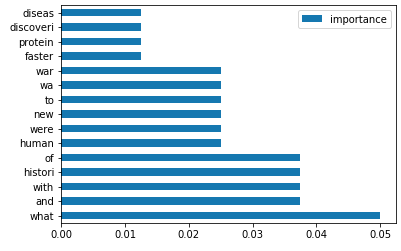 importance
diseas
discoveri
protein
faster
war
wa
to
new
were
human
of
histori
with
and
what
0.00 0.01 0.02 0.03 0.04 0.05